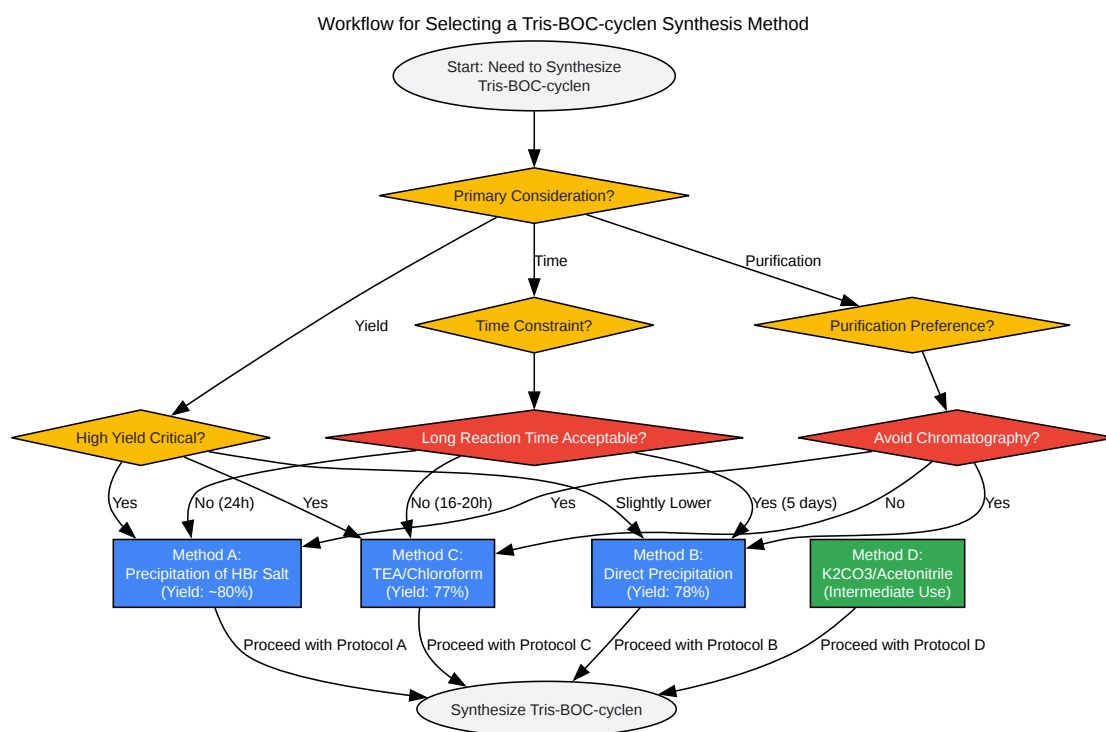 Workflow for Selecting a Tris-BOC-cyclen Synthesis Method
Start: Need to Synthesize
Tris-BOC-cyclen
Primary Consideration?
Time
Purification
Yield
Time Constraint?
Purification Preference?
High Yield Critical?
Long Reaction Time Acceptable?
Avoid Chromatography?
Yes
No (24h)
Yes
No (16-20h)
Yes
Slightly Lower
Yes (5 days)
No
Yes
Method A:
Precipitation of HBr Salt
(Yield: ~80%)
Method C:
TEA/Chloroform
(Yield: 77%)
Method B:
Direct Precipitation
(Yield: 78%)
Method D:
K2CO3/Acetonitrile
(Intermediate Use)
Proceed with Protocol A
Proceed with Protocol C
Proceed with Protocol B
Proceed with Protocol D
Synthesize Tris-BOC-cyclen